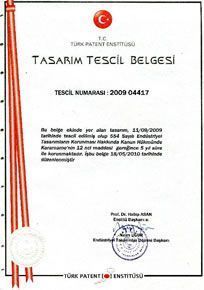 T.C.
TÜRK PATENT ENSTİTÜSÜ
TASARIM TESCİL BELGESİ
TESCİL NUMARASI : 2009 04417
Bu belge ekinde yer alan tasarım, 11/09/2009
tarihinde tescil edilmiş olup 554 Sayılı Endüstriyel
Tasarımların Korunması Hakkında Kanun Hükmünde
Kararname'nin 12 nci maddesi gereğince 5 yıl süre
ile korunmaktadır. İşbu belge 18/05/2010 tarihinde
düzenlenmiştir
Prof. Dr. Habip ASAN
Enstitü Başkanı a.
Endüstriyel Tasarımlar Dairesi Başkanı
TÜRK PATENT ENSTİTÜSÜ